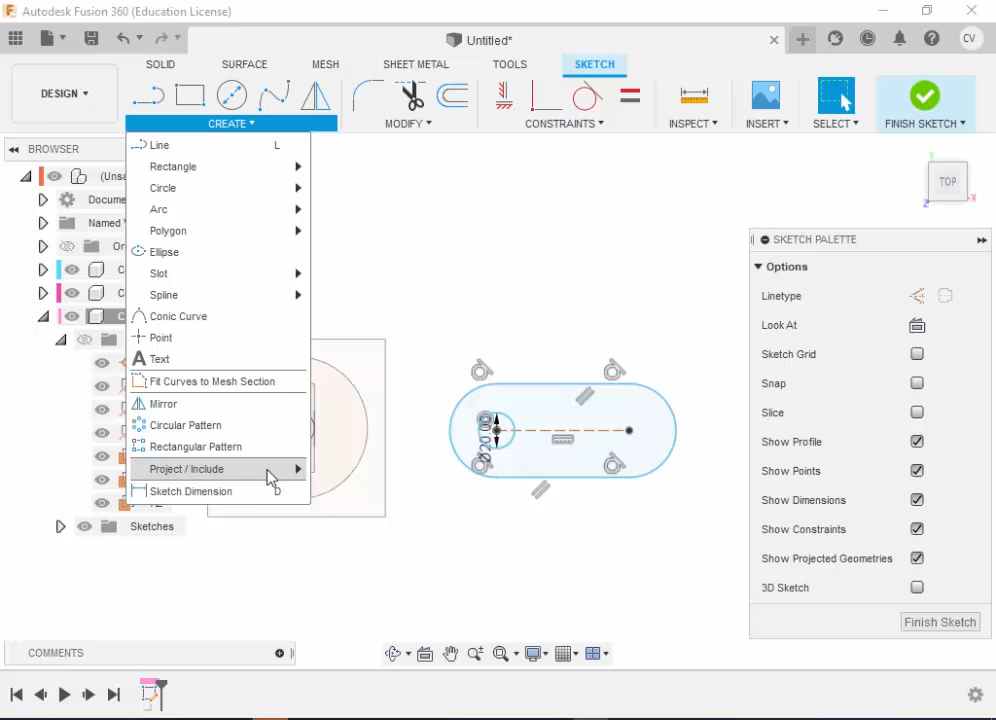 Autodesk Fusion 360 (Education License)
Untitled*
CV
SOLID SURFACE MESH SHEET METAL TOOLS SKETCH
DESIGN
CREATE MODIFY CONSTRAINTS INSPECT INSERT SELECT FINISH SKETCH
BROWSER
(Unsa
Docume
Named
Or
C
C
C
Sketches
Line L
Rectangle
Circle
Arc
Polygon
Ellipse
Slot
Spline
Conic Curve
Point
Text
Fit Curves to Mesh Section
Mirror
Circular Pattern
Rectangular Pattern
Project / Include
Sketch Dimension D
Ø20.00
TOP
Y
X
Z
SKETCH PALETTE
Options
Linetype
Look At
Sketch Grid
Snap
Slice
Show Profile
Show Points
Show Dimensions
Show Constraints
Show Projected Geometries
3D Sketch
Finish Sketch
COMMENTS